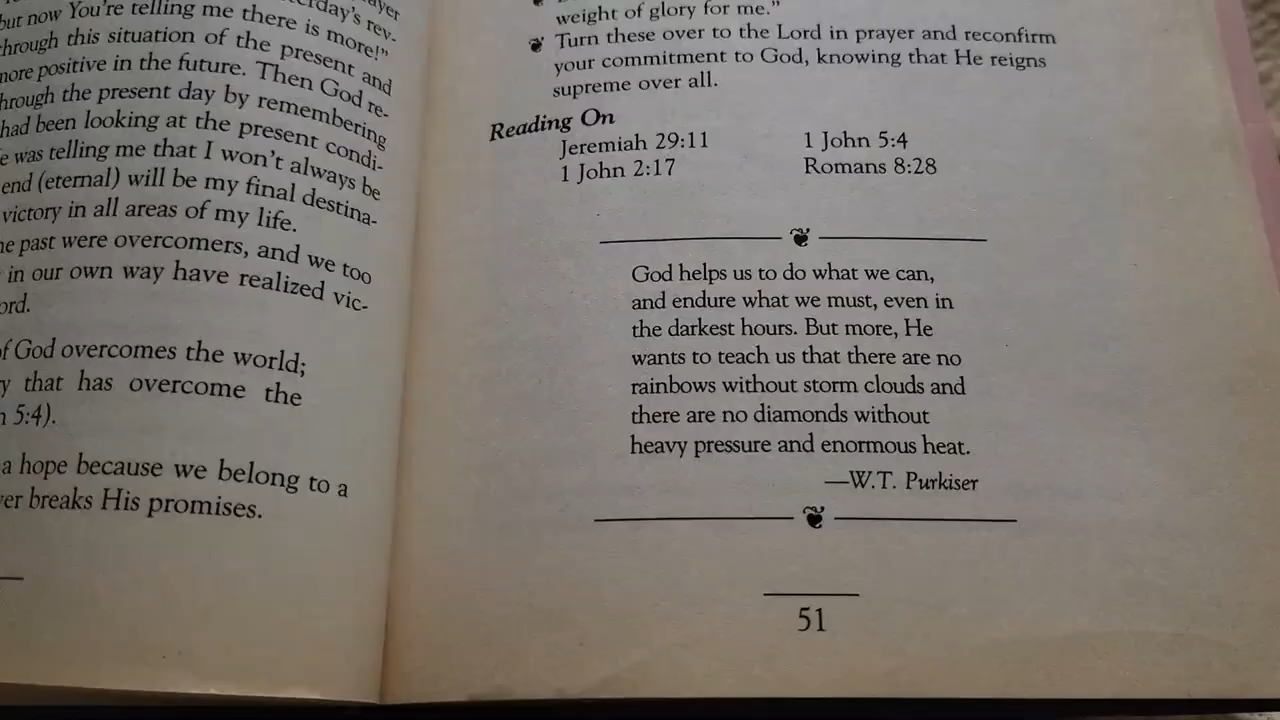 but now You're telling me there is more!"
through this situation of the present and
more positive in the future. Then God re-
through the present day by remembering
had been looking at the present condi-
e was telling me that I won't always be
end (eternal) will be my final destina-
victory in all areas of my life.
he past were overcomers, and we too
in our own way have realized vic-
ord.
of God overcomes the world;
y that has overcome the
n 5:4).
a hope because we belong to a
ver breaks His promises.
weight of glory for me."
Turn these over to the Lord in prayer and reconfirm
your commitment to God, knowing that He reigns
supreme over all.
Reading On
Jeremiah 29:11 1 John 5:4
1 John 2:17 Romans 8:28
God helps us to do what we can,
and endure what we must, even in
the darkest hours. But more, He
wants to teach us that there are no
rainbows without storm clouds and
there are no diamonds without
heavy pressure and enormous heat.
—W.T. Purkiser
51